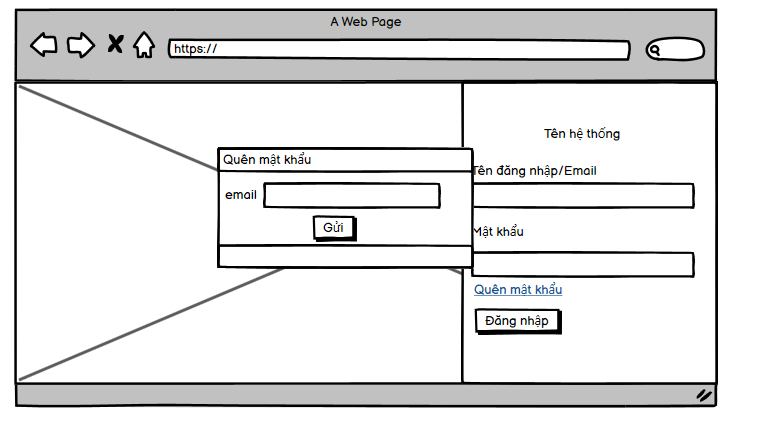 A Web Page
https://
Tên hệ thống
Quên mật khẩu
Tên đăng nhập/Email
email
Gửi
Mật khẩu
Quên mật khẩu
Đăng nhập